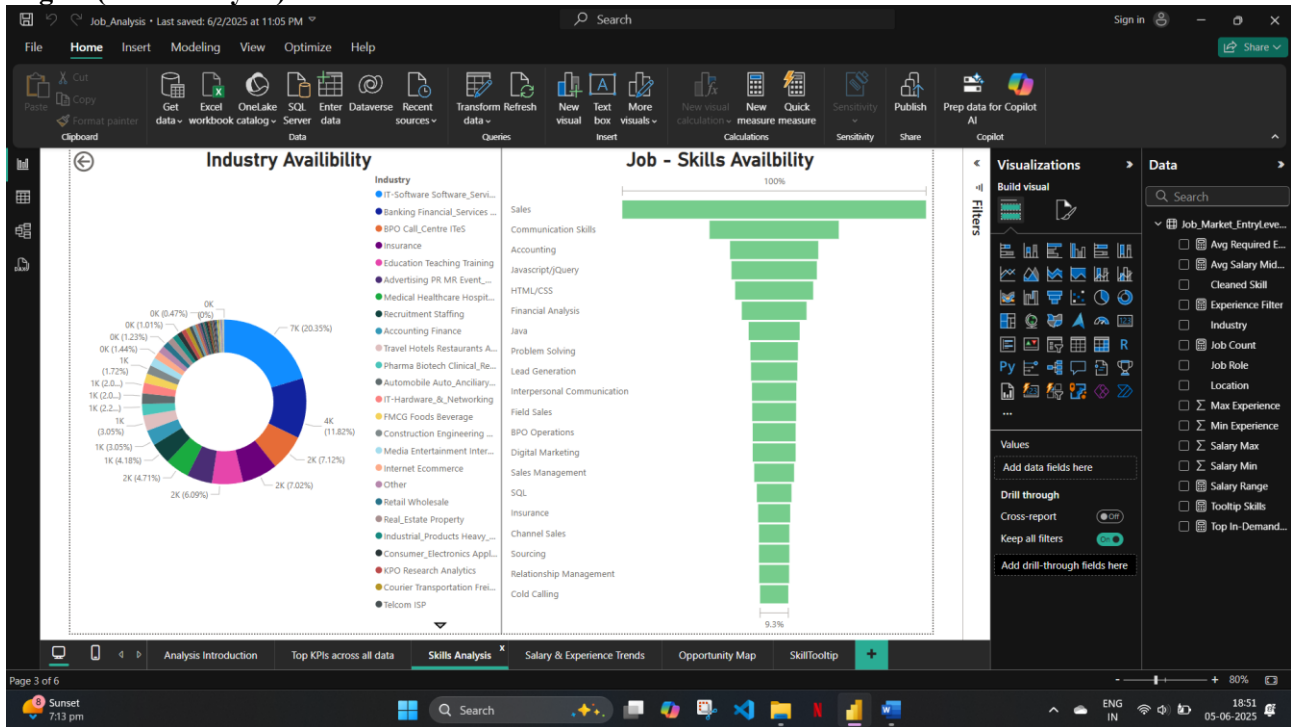 Job_Analysis • Last saved: 6/2/2025 at 11:05 PM
Search
Sign in
File Home Insert Modeling View Optimize Help
Share
Paste
Cut
Copy
Format painter
Clipboard
Get data
Excel workbook
OneLake catalog
SQL Server
Enter data
Dataverse
Recent sources
Data
Transform data
Refresh
Queries
New visual
Text box
More visuals
Insert
New visual calculation
New measure
Quick measure
Calculations
Sensitivity
Sensitivity
Publish
Share
Prep data for Copilot
AI
Copilot
Industry Availibility
Industry
IT-Software Software_Servi...
Banking Financial_Services ...
BPO Call_Centre ITeS
Insurance
Education Teaching Training
Advertising PR MR Event_...
Medical Healthcare Hospit...
Recruitment Staffing
Accounting Finance
Travel Hotels Restaurants A...
Pharma Biotech Clinical_Re...
Automobile Auto_Anciliary...
IT-Hardware_&_Networking
FMCG Foods Beverage
Construction Engineering ...
Media Entertainment Inter...
Internet Ecommerce
Other
Retail Wholesale
Real_Estate Property
Industrial_Products Heavy_...
Consumer_Electronics Appl...
KPO Research Analytics
Courier Transportation Frei...
Telcom ISP
7K (20.35%)
4K
(11.82%)
2K (7.12%)
2K (7.02%)
2K (6.09%)
2K (4.71%)
1K (4.18%)
1K (3.05%)
1K
(3.05%)
1K (2.2...)
1K (2.0...)
1K (2.0...)
1K
(1.72%)
0K (1.44%)
0K (1.23%)
0K (1.01%)
0K (0.47%)
0K
(0%)
Job - Skills Availbility
100%
Sales
Communication Skills
Accounting
Javascript/jQuery
HTML/CSS
Financial Analysis
Java
Problem Solving
Lead Generation
Interpersonal Communication
Field Sales
BPO Operations
Digital Marketing
Sales Management
SQL
Insurance
Channel Sales
Sourcing
Relationship Management
Cold Calling
9.3%
Filters
Visualizations
Build visual
R
Py
123
Values
Add data fields here
Drill through
Cross-report
Off
Keep all filters
On
Add drill-through fields here
Data
Search
Job_Market_EntryLeve...
Avg Required E...
Avg Salary Mid...
Cleaned Skill
Experience Filter
Industry
Job Count
Job Role
Location
Max Experience
Min Experience
Salary Max
Salary Min
Salary Range
Tooltip Skills
Top In-Demand...
Analysis Introduction
Top KPIs across all data
Skills Analysis
Salary & Experience Trends
Opportunity Map
SkillTooltip
Page 3 of 6
80%
8
Sunset
7:13 pm
Search
ENG
IN
18:51
05-06-2025